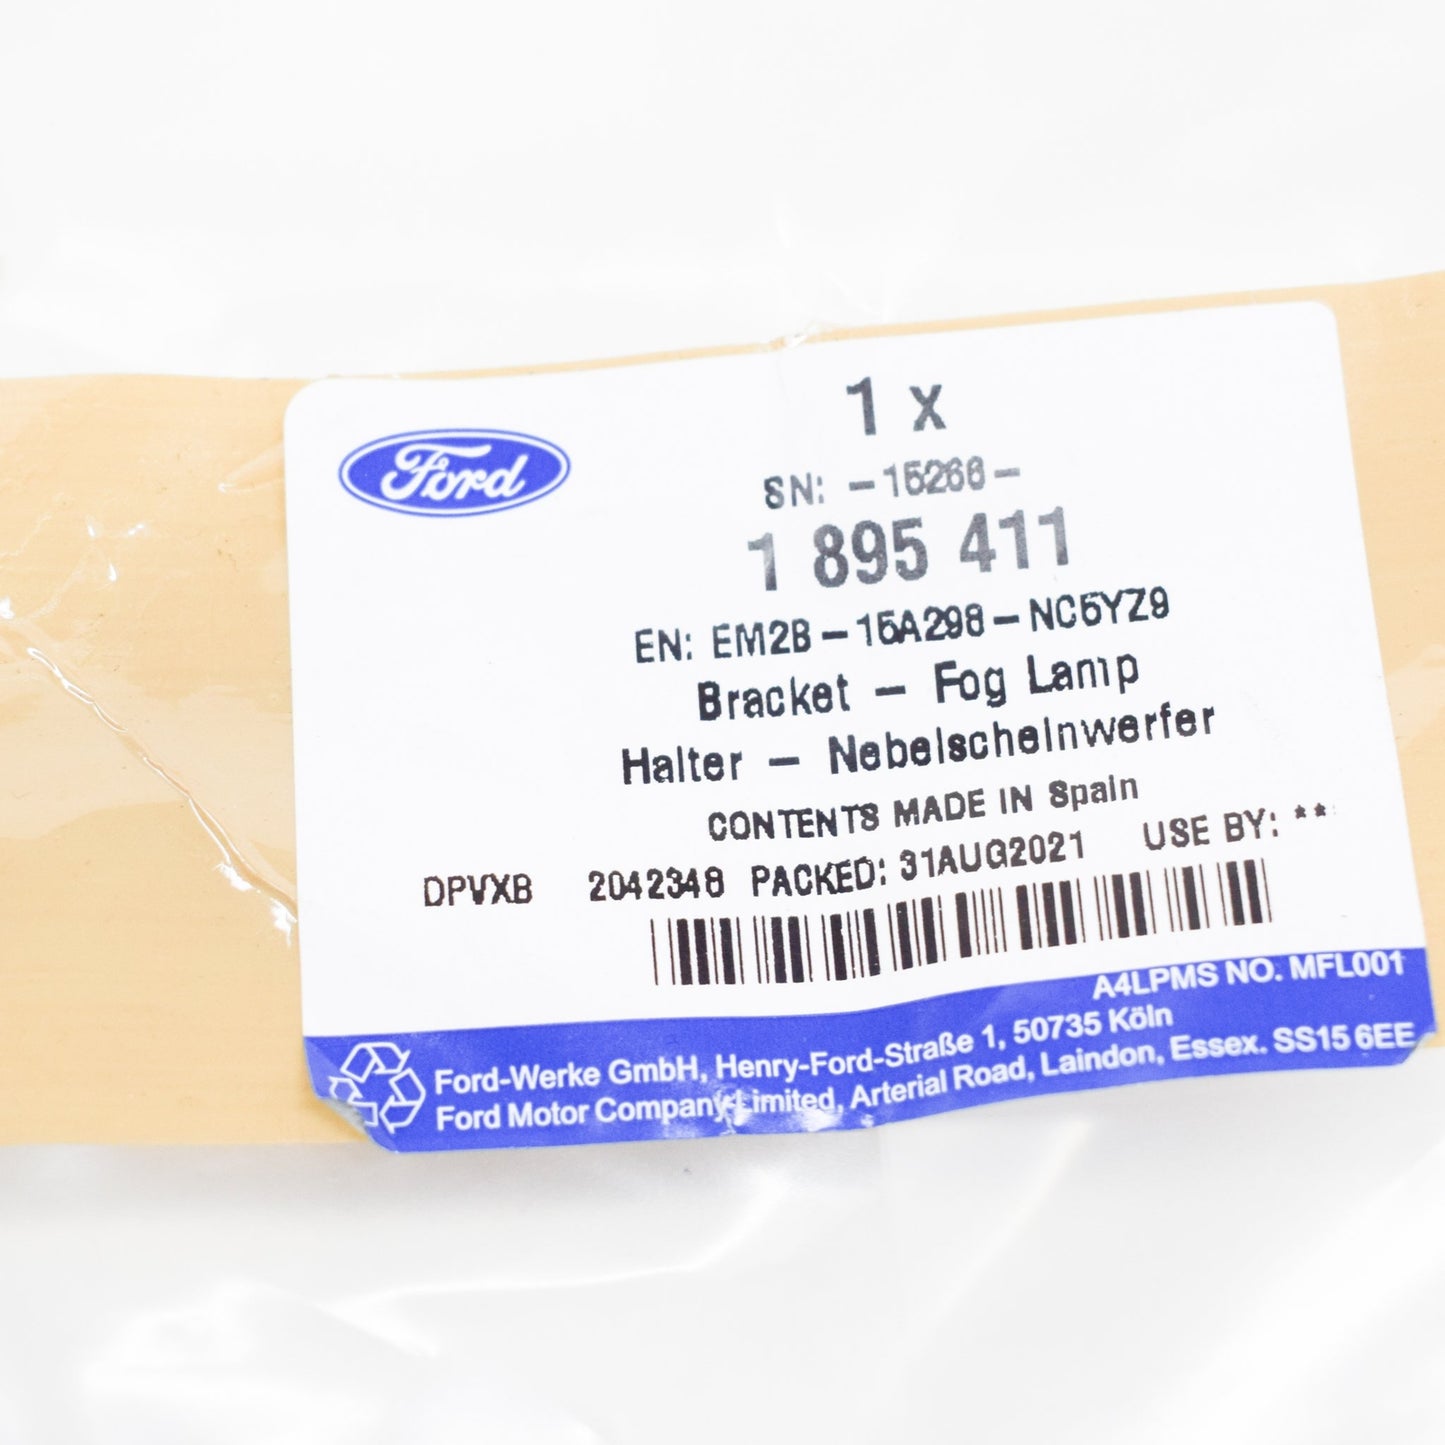 Ford
1 x
SN: -15266-
1 895 411
EN: EM2B-15A298-NC5YZ9
Bracket - Fog Lamp
Halter - Nebelscheinwerfer
CONTENTS MADE IN Spain
DPVXB 2042348 PACKED: 31AUG2021 USE BY: **
A4LPMS NO. MFL001
Ford-Werke GmbH, Henry-Ford-Straße 1, 50735 Köln
Ford Motor Company Limited, Arterial Road, Laindon, Essex. SS15 6EE